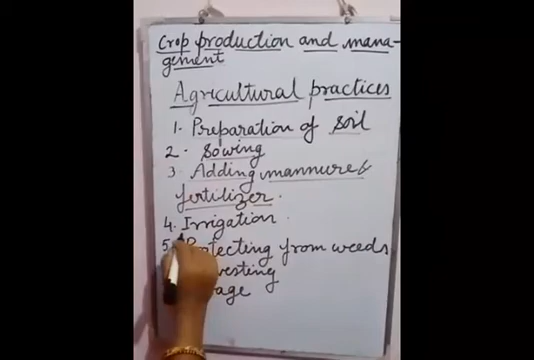 Crop production and mana-
gement
Agricultural practices
1. Preparation of soil
2. Sowing
3. Adding mannure &
fertilizer.
4. Irrigation.
5. Protecting from weeds